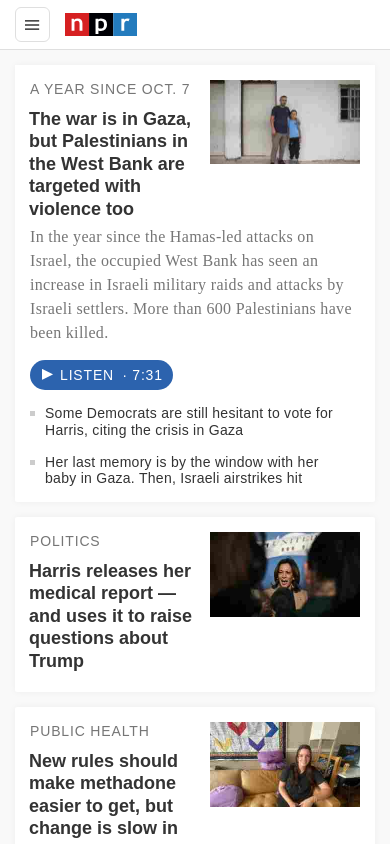 npr
A YEAR SINCE OCT. 7
The war is in Gaza,
but Palestinians in
the West Bank are
targeted with
violence too
In the year since the Hamas-led attacks on
Israel, the occupied West Bank has seen an
increase in Israeli military raids and attacks by
Israeli settlers. More than 600 Palestinians have
been killed.
LISTEN · 7:31
Some Democrats are still hesitant to vote for
Harris, citing the crisis in Gaza
Her last memory is by the window with her
baby in Gaza. Then, Israeli airstrikes hit
POLITICS
Harris releases her
medical report —
and uses it to raise
questions about
Trump
PUBLIC HEALTH
New rules should
make methadone
easier to get, but
change is slow in